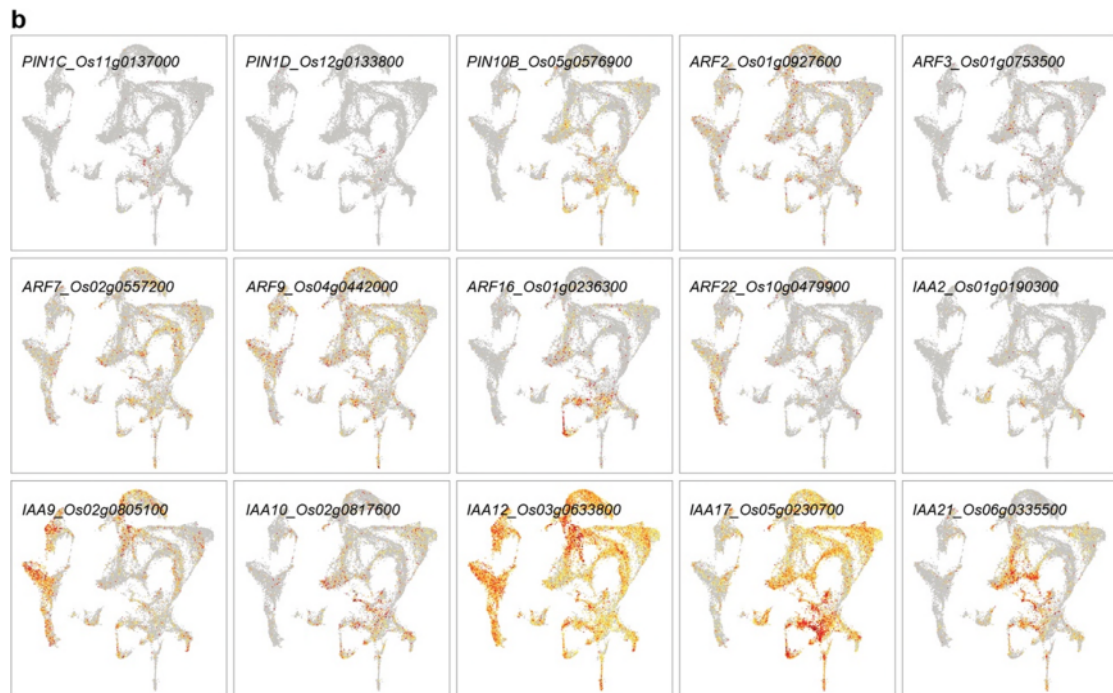 b
PIN1C_Os11g0137000
PIN1D_Os12g0133800
PIN10B_Os05g0576900
ARF2_Os01g0927600
ARF3_Os01g0753500
ARF7_Os02g0557200
ARF9_Os04g0442000
ARF16_Os01g0236300
ARF22_Os10g0479900
IAA2_Os01g0190300
IAA9_Os02g0805100
IAA10_Os02g0817600
IAA12_Os03g0633800
IAA17_Os05g0230700
IAA21_Os06g0335500